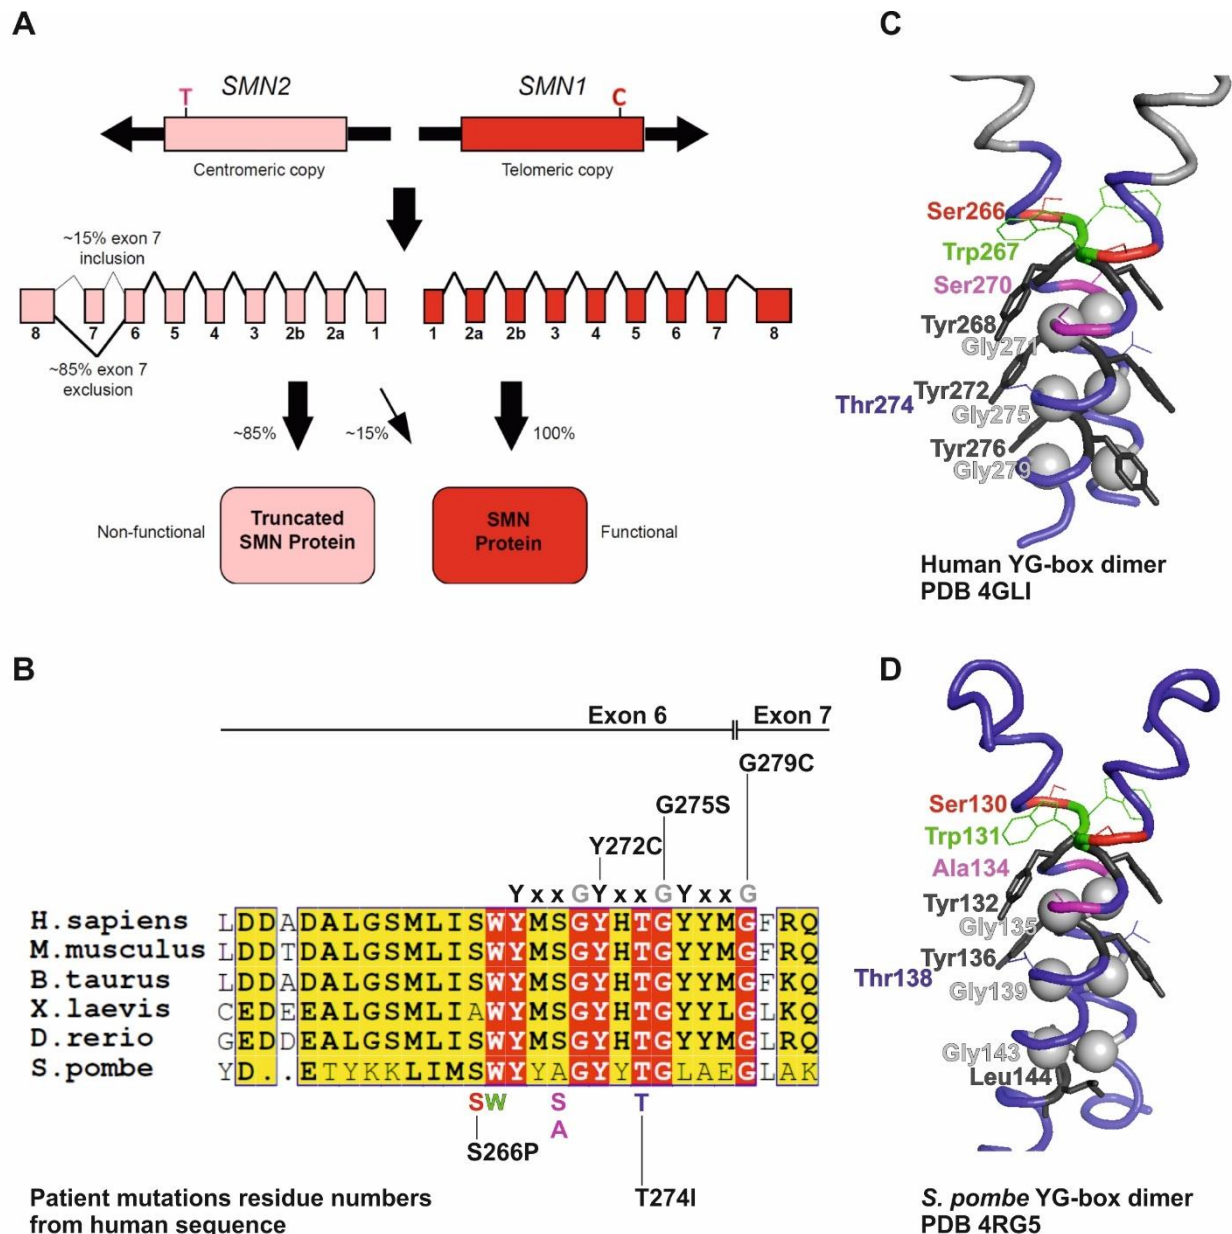 A
SMN2
SMN1
T
C
Centromeric copy
Telomeric copy
~15% exon 7
inclusion
8 7 6 5 4 3 2b 2a 1
1 2a 2b 3 4 5 6 7 8
~85% exon 7
exclusion
~85%
~15%
100%
Non-functional
Truncated
SMN Protein
SMN
Protein
Functional
B
Exon 6
Exon 7
G279C
G275S
Y272C
Y x x G Y x x G Y x x G
H.sapiens LDDADALGSMLISWYMSGYHTGYYMGFRQ
M.musculus LDDTDALGSMLISWYMSGYHTGYYMGFRQ
B.taurus LDDADALGSMLISWYMSGYHTGYYMGFKQ
X.laevis CEDEEALGSMLIAWYMSGYHTGYYLGLKQ
D.rerio GEDDEALGSMLISWYMSGYHTGYYMGLRQ
S.pombe YD..ETYKKLIMSWYYAGYYTGLAEGLAK
S W S T
A
S266P
T274I
Patient mutations residue numbers
from human sequence
C
Ser266
Trp267
Ser270
Tyr268
Gly271
Tyr272
Thr274
Gly275
Tyr276
Gly279
Human YG-box dimer
PDB 4GLI
D
Ser130
Trp131
Ala134
Tyr132
Gly135
Tyr136
Thr138
Gly139
Gly143
Leu144
S. pombe YG-box dimer
PDB 4RG5